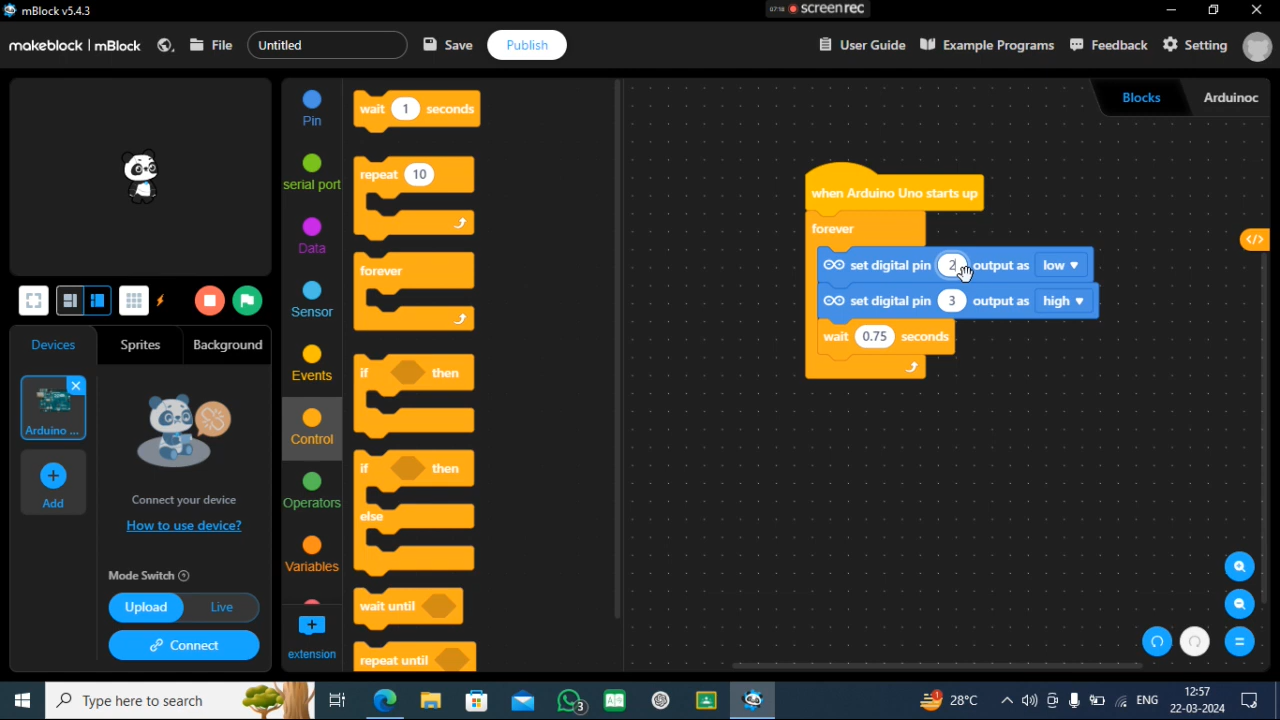 mBlock v5.4.3
07:18 screenrec
makeblock | mBlock
File
Untitled
Save
Publish
User Guide
Example Programs
Feedback
Setting
Pin
serial port
Data
Sensor
Events
Control
Operators
Variables
extension
wait 1 seconds
repeat 10
forever
if then
if then
else
wait until
repeat until
Blocks
Arduinoc
when Arduino Uno starts up
forever
set digital pin 2 output as low
set digital pin 3 output as high
wait 0.75 seconds
</>
Devices
Sprites
Background
Arduino ...
Add
Connect your device
How to use device?
Mode Switch ?
Upload
Live
Connect
Type here to search
3
1
28°C
ENG
12:57
22-03-2024